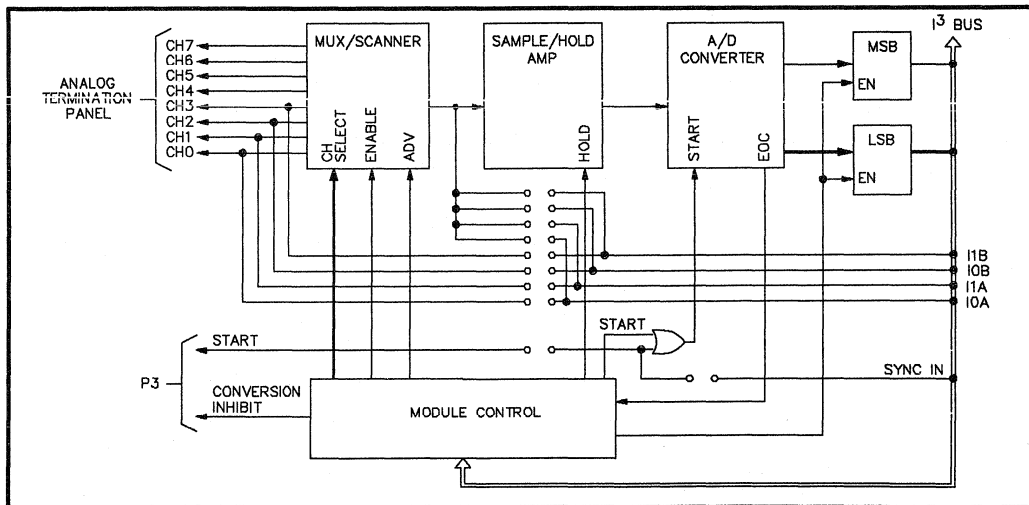 I3 BUS
MUX/SCANNER
SAMPLE/HOLD
AMP
A/D
CONVERTER
MSB
EN
LSB
EN
CH7
CH6
CH5
CH4
CH3
CH2
CH1
CH0
ANALOG
TERMINATION
PANEL
CH
SELECT
ENABLE
ADV
HOLD
START
EOC
I1B
I0B
I1A
I0A
START
START
SYNC IN
P3
CONVERSION
INHIBIT
MODULE CONTROL